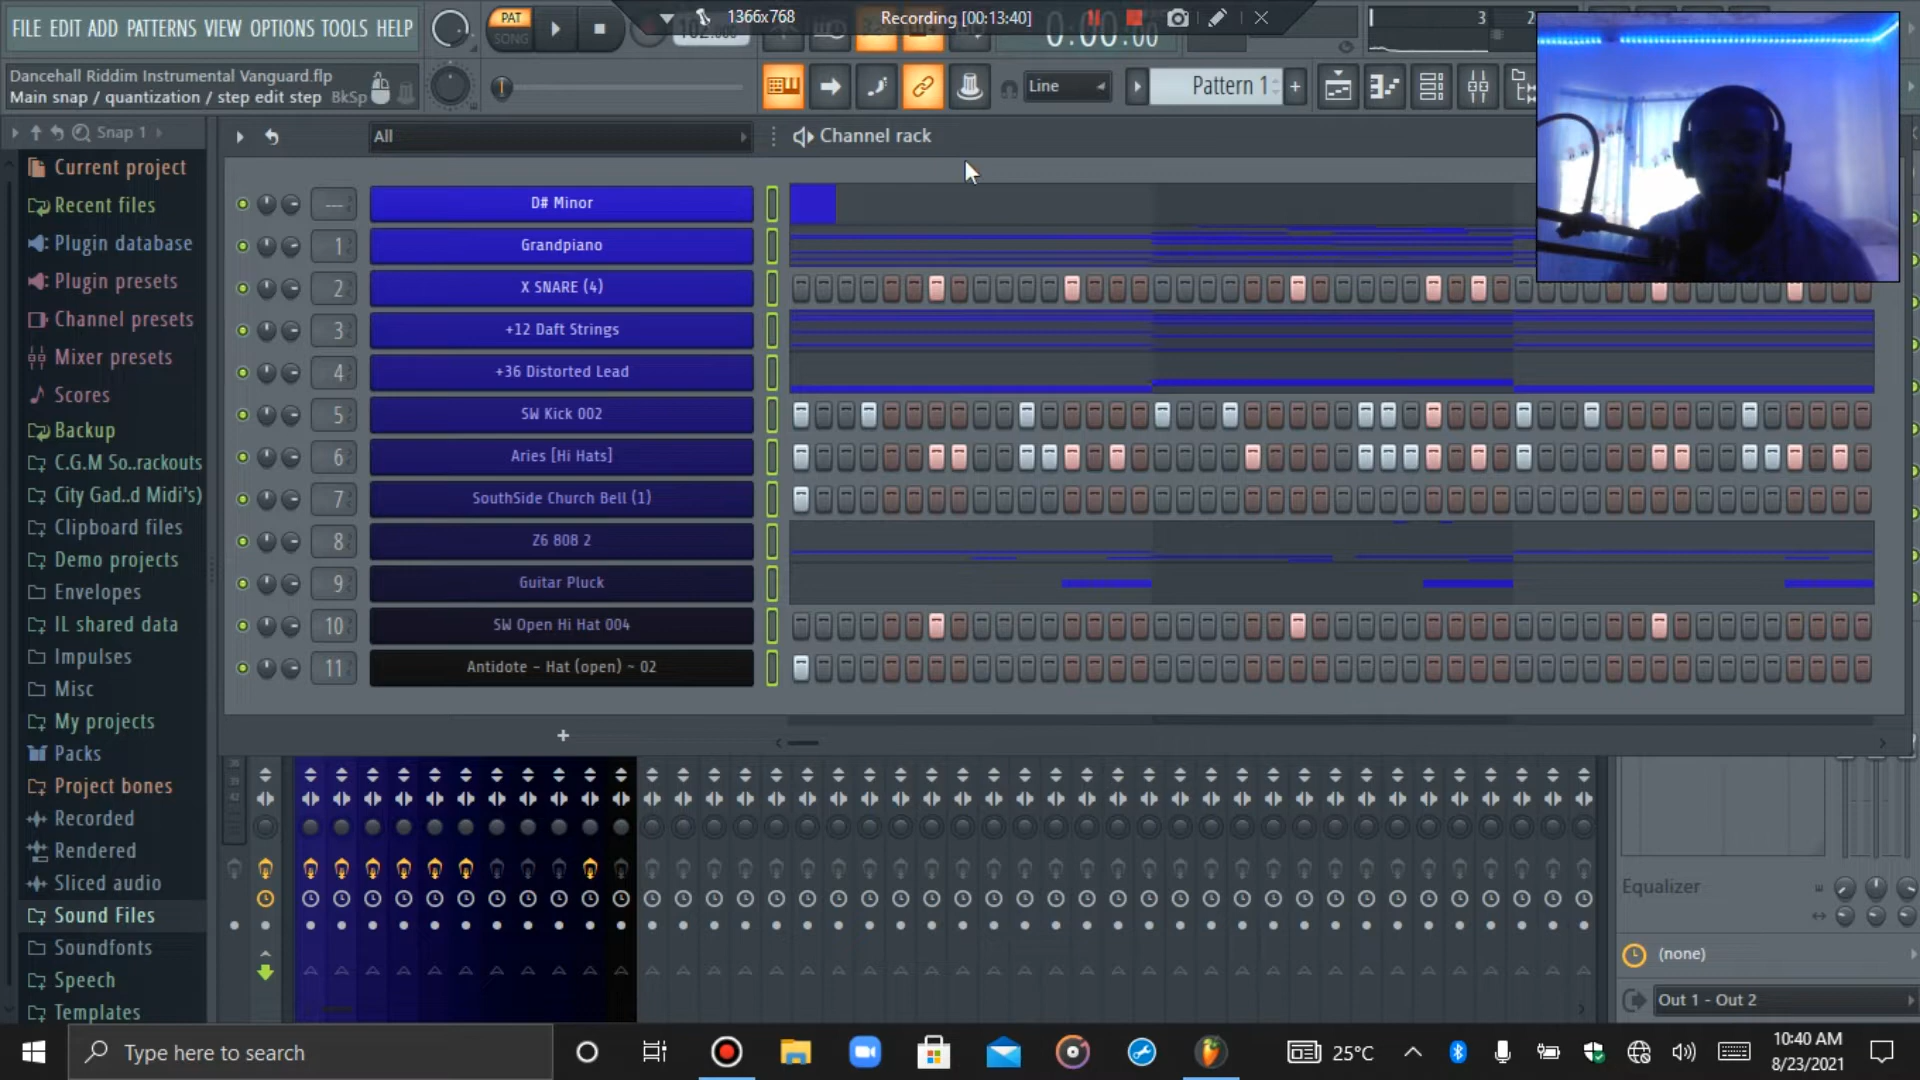 FILE EDIT ADD PATTERNS VIEW OPTIONS TOOLS HELP
PAT
SONG
1366x768
Recording [00:13:40]
0:00:00
3
Dancehall Riddim Instrumental Vanguard.flp
Main snap / quantization / step edit step BkSp
Line
Pattern 1
+
Snap 1
All
Channel rack
Current project
Recent files
Plugin database
Plugin presets
Channel presets
Mixer presets
Scores
Backup
C.G.M So..rackouts
City Gad..d Midi's)
Clipboard files
Demo projects
Envelopes
IL shared data
Impulses
Misc
My projects
Packs
Project bones
Recorded
Rendered
Sliced audio
Sound Files
Soundfonts
Speech
Templates
--- D# Minor
1 Grandpiano
2 X SNARE (4)
3 +12 Daft Strings
4 +36 Distorted Lead
5 SW Kick 002
6 Aries [Hi Hats]
7 SouthSide Church Bell (1)
8 Z6 808 2
9 Guitar Pluck
10 SW Open Hi Hat 004
11 Antidote - Hat (open) ~ 02
+
Equalizer
(none)
Out 1 - Out 2
Type here to search
25°C
10:40 AM
8/23/2021